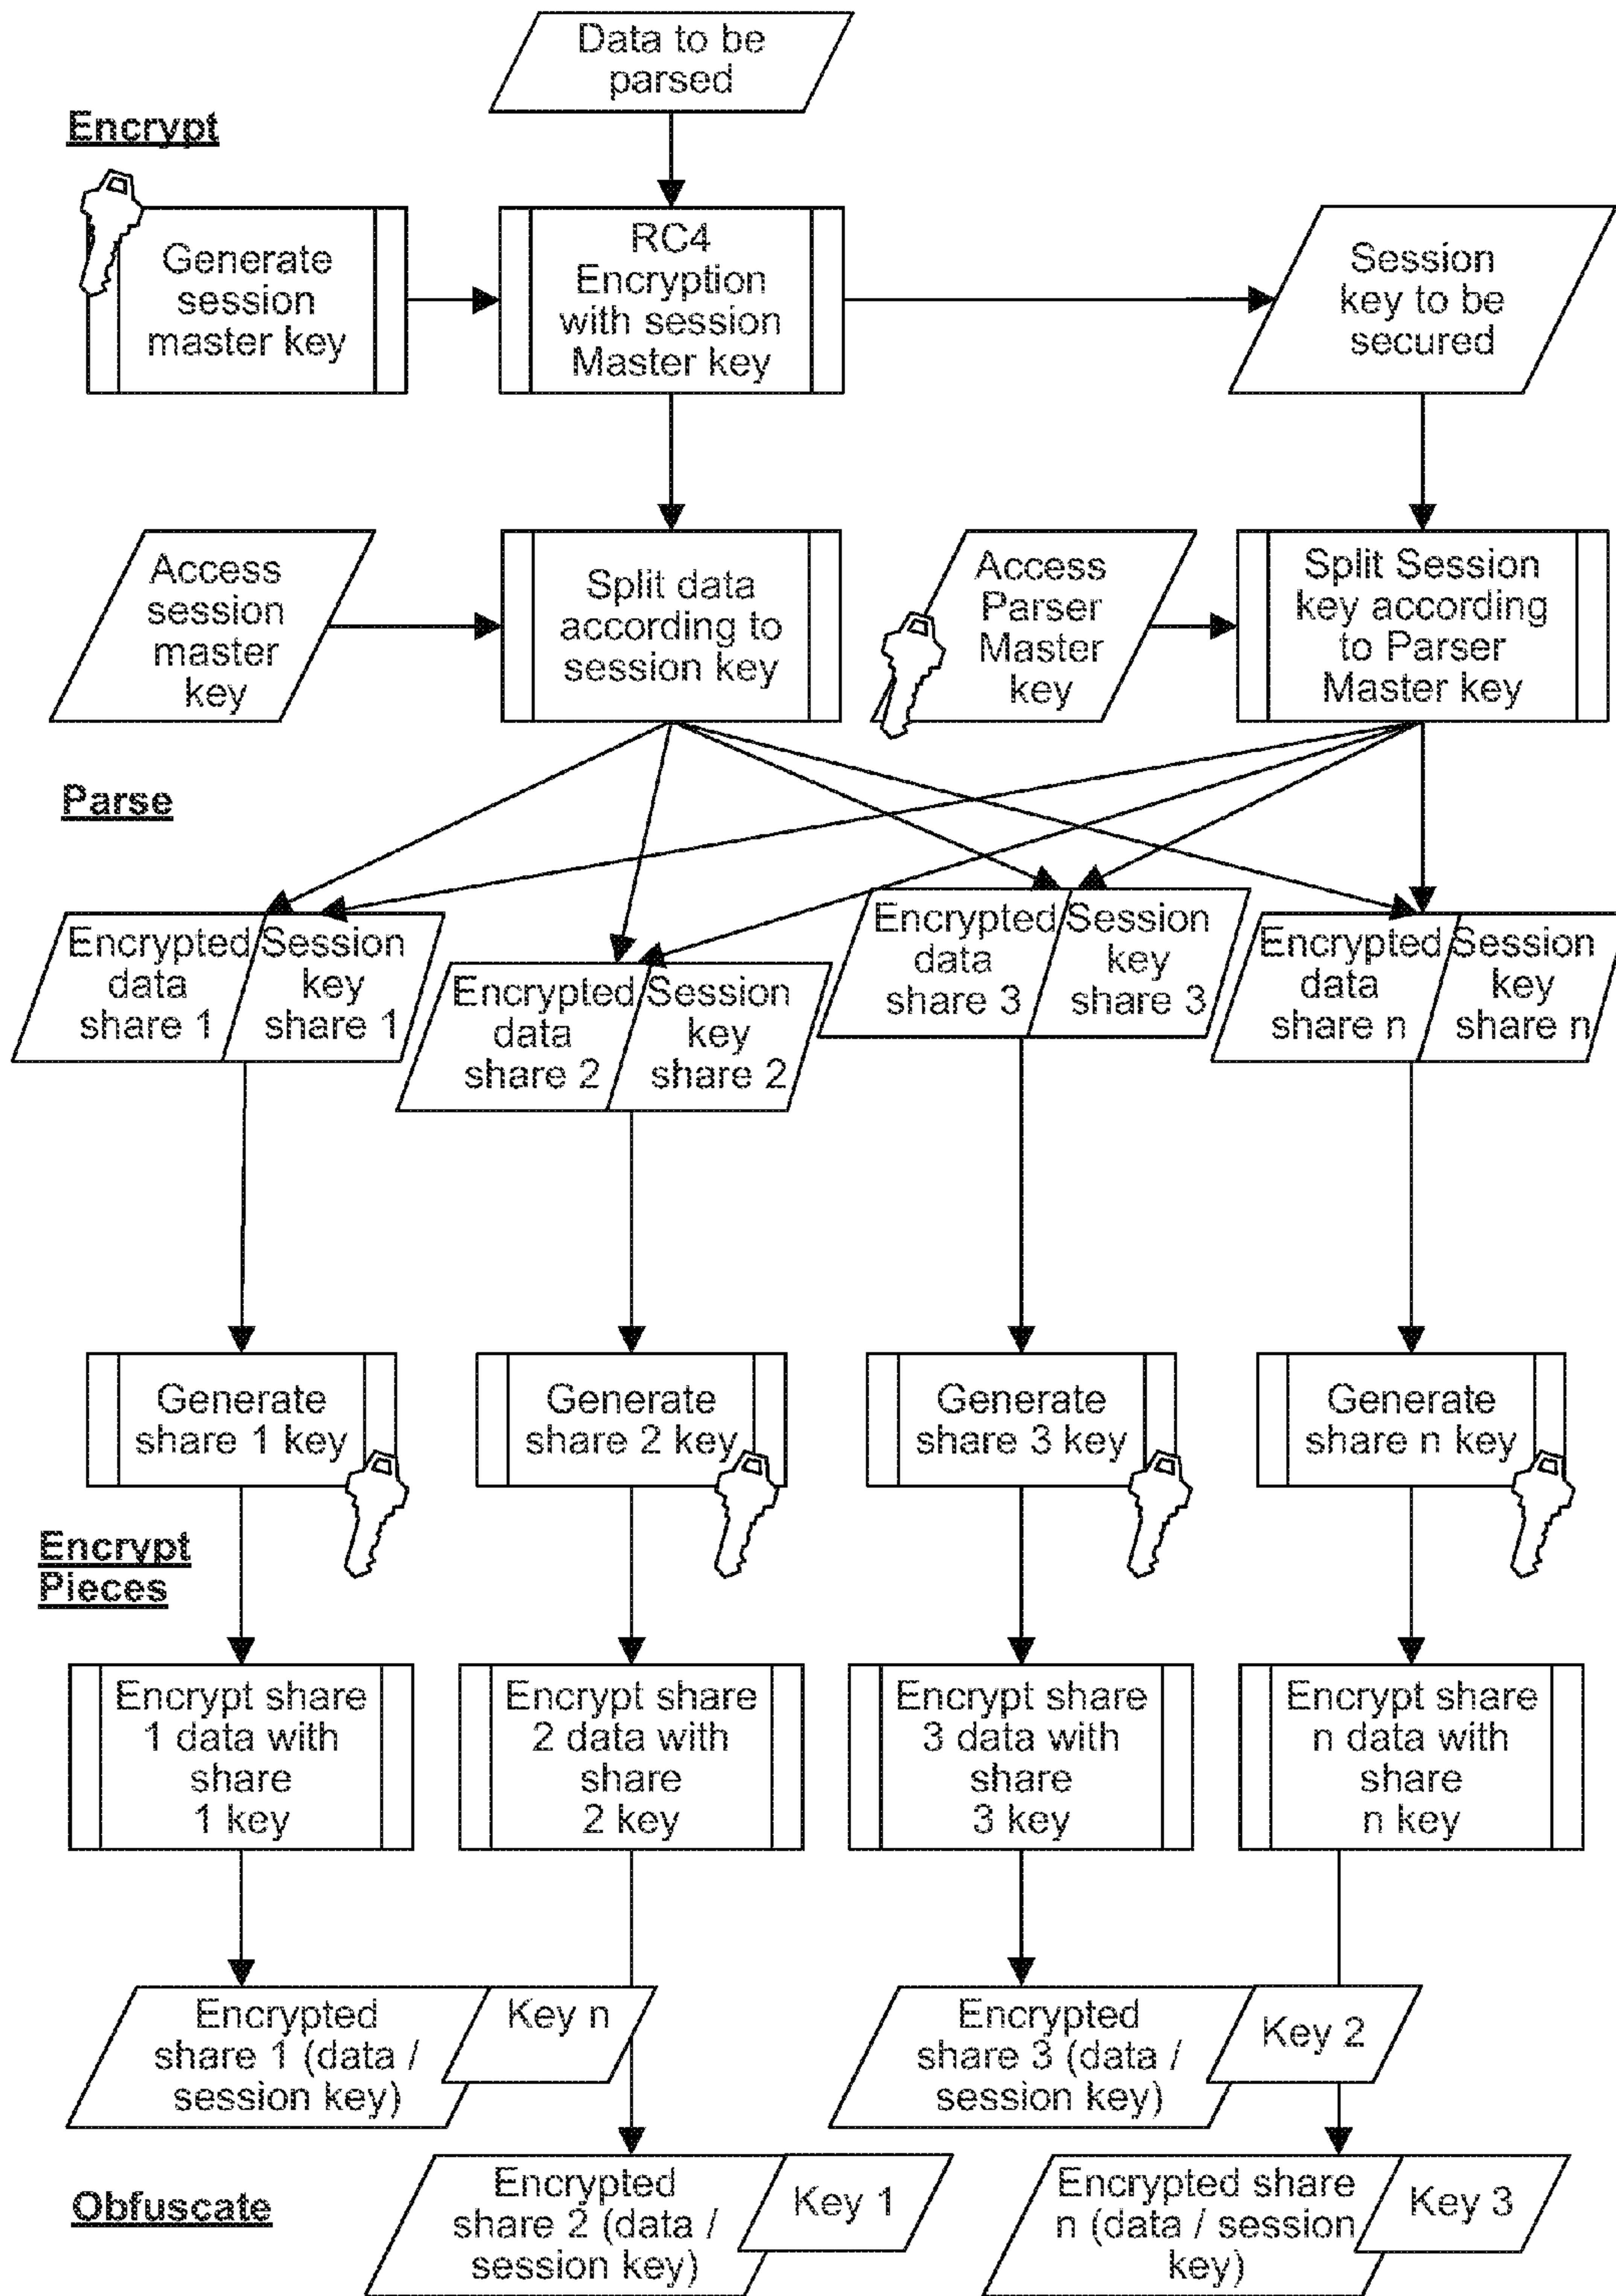 Data to be
parsed
Encrypt
Generate
session
master key
RC4
Encryption
with session
Master key
Session
key to be
secured
Access
session
master
key
Split data
according to
session key
Access
Parser
Master
key
Split Session
key according
to Parser
Master key
Parse
Encrypted
data
share 1
Session
key
share 1
Encrypted
data
share 2
Session
key
share 2
Encrypted
data
share 3
Session
key
share 3
Encrypted
data
share n
Session
key
share n
Generate
share 1 key
Generate
share 2 key
Generate
share 3 key
Generate
share n key
Encrypt
Pieces
Encrypt share
1 data with
share
1 key
Encrypt share
2 data with
share
2 key
Encrypt share
3 data with
share
3 key
Encrypt share
n data with
share
n key
Encrypted
share 1 (data /
session key)
Key n
Encrypted
share 3 (data /
session key)
Key 2
Obfuscate
Encrypted
share 2 (data /
session key)
Key 1
Encrypted share
n (data / session
key)
Key 3